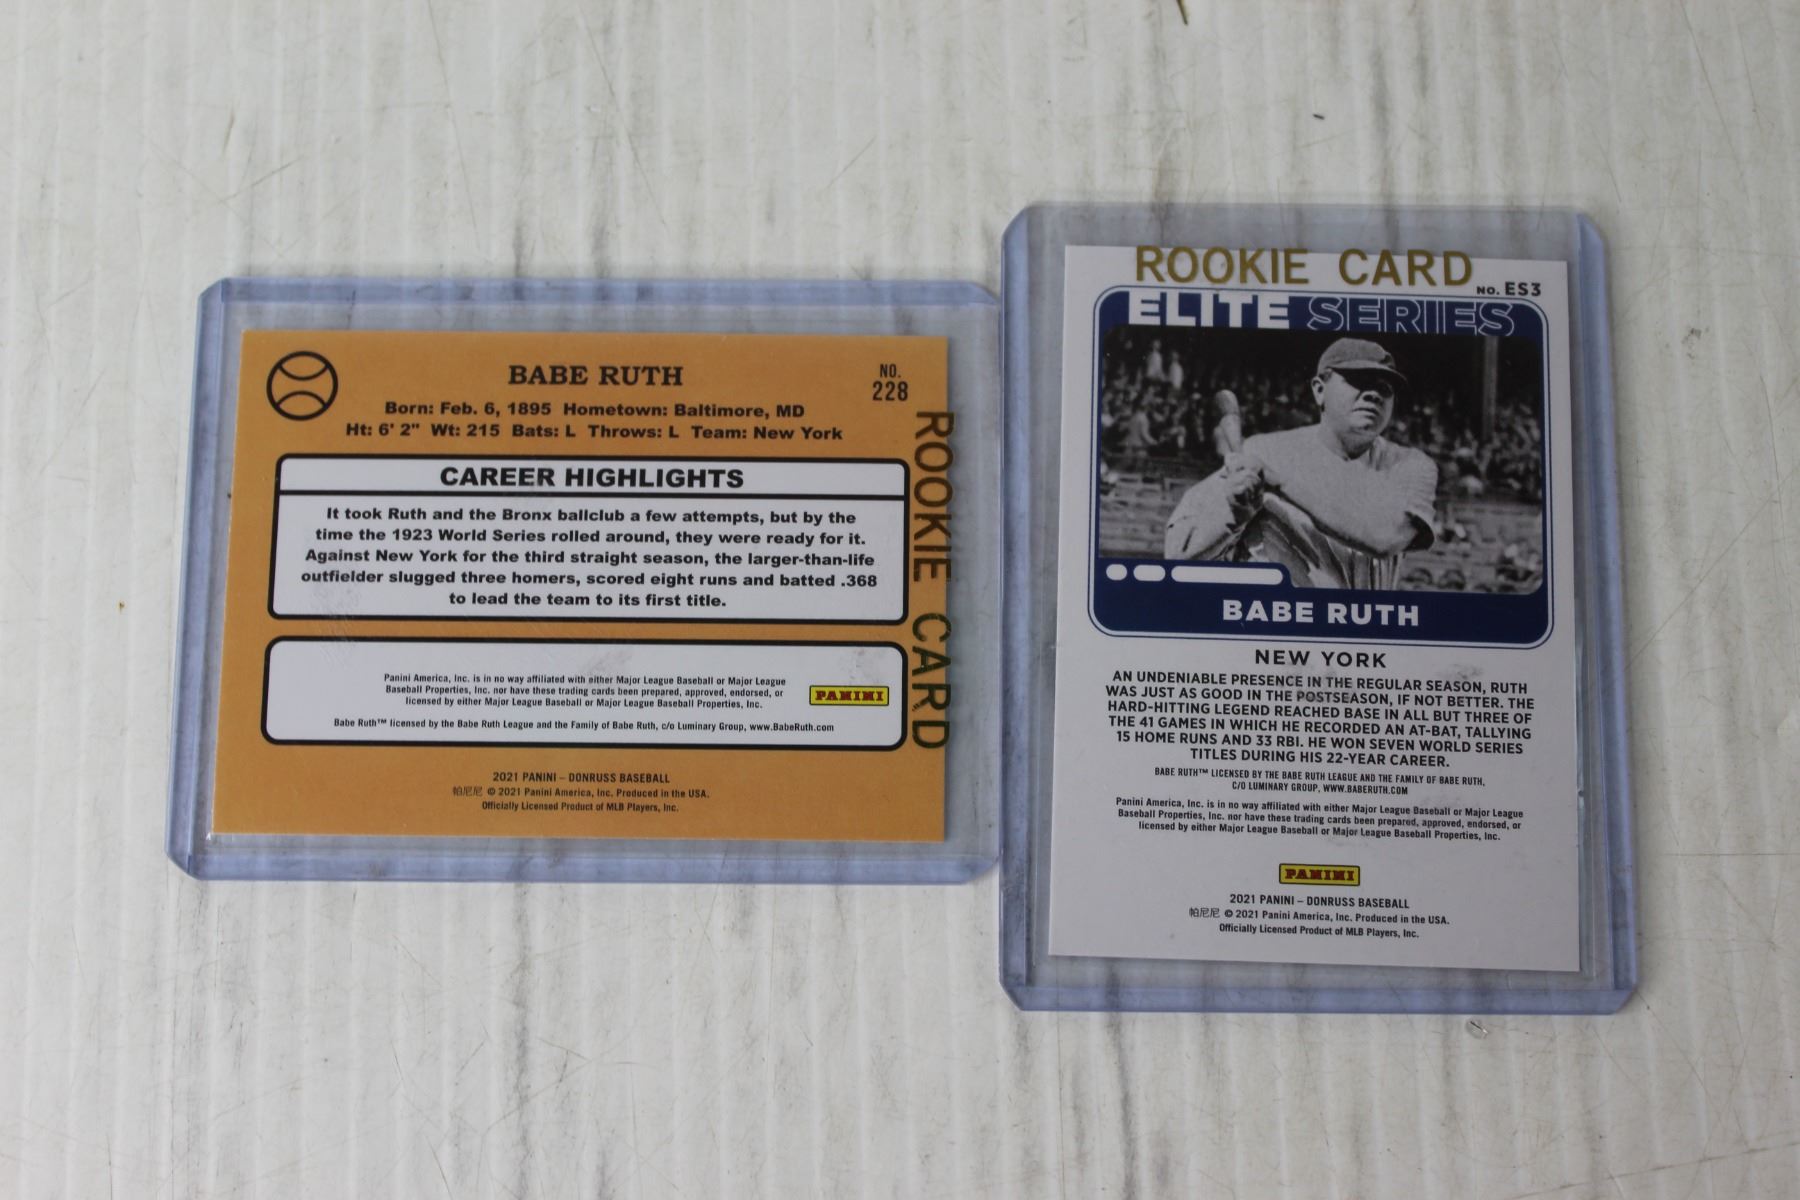 BABE RUTH
NO.
228
Born: Feb. 6, 1895 Hometown: Baltimore, MD
Ht: 6' 2" Wt: 215 Bats: L Throws: L Team: New York
CAREER HIGHLIGHTS
It took Ruth and the Bronx ballclub a few attempts, but by the
time the 1923 World Series rolled around, they were ready for it.
Against New York for the third straight season, the larger-than-life
outfielder slugged three homers, scored eight runs and batted .368
to lead the team to its first title.
Panini America, Inc. is in no way affiliated with either Major League Baseball or Major League
Baseball Properties, Inc. nor have these trading cards been prepared, approved, endorsed, or
licensed by either Major League Baseball or Major League Baseball Properties, Inc.
PANINI
Babe Ruth™ licensed by the Babe Ruth League and the Family of Babe Ruth, c/o Luminary Group, www.BabeRuth.com
2021 PANINI – DONRUSS BASEBALL
帕尼尼 © 2021 Panini America, Inc. Produced in the USA.
Officially Licensed Product of MLB Players, Inc.
ROOKIE CARD
ROOKIE CARD
NO. ES3
ELITE SERIES
BABE RUTH
NEW YORK
AN UNDENIABLE PRESENCE IN THE REGULAR SEASON, RUTH
WAS JUST AS GOOD IN THE POSTSEASON, IF NOT BETTER. THE
HARD-HITTING LEGEND REACHED BASE IN ALL BUT THREE OF
THE 41 GAMES IN WHICH HE RECORDED AN AT-BAT, TALLYING
15 HOME RUNS AND 33 RBI. HE WON SEVEN WORLD SERIES
TITLES DURING HIS 22-YEAR CAREER.
BABE RUTH™ LICENSED BY THE BABE RUTH LEAGUE AND THE FAMILY OF BABE RUTH,
C/O LUMINARY GROUP, WWW.BABERUTH.COM
Panini America, Inc. is in no way affiliated with either Major League Baseball or Major League
Baseball Properties, Inc. nor have these trading cards been prepared, approved, endorsed, or
licensed by either Major League Baseball or Major League Baseball Properties, Inc.
PANINI
2021 PANINI – DONRUSS BASEBALL
帕尼尼 © 2021 Panini America, Inc. Produced in the USA.
Officially Licensed Product of MLB Players, Inc.